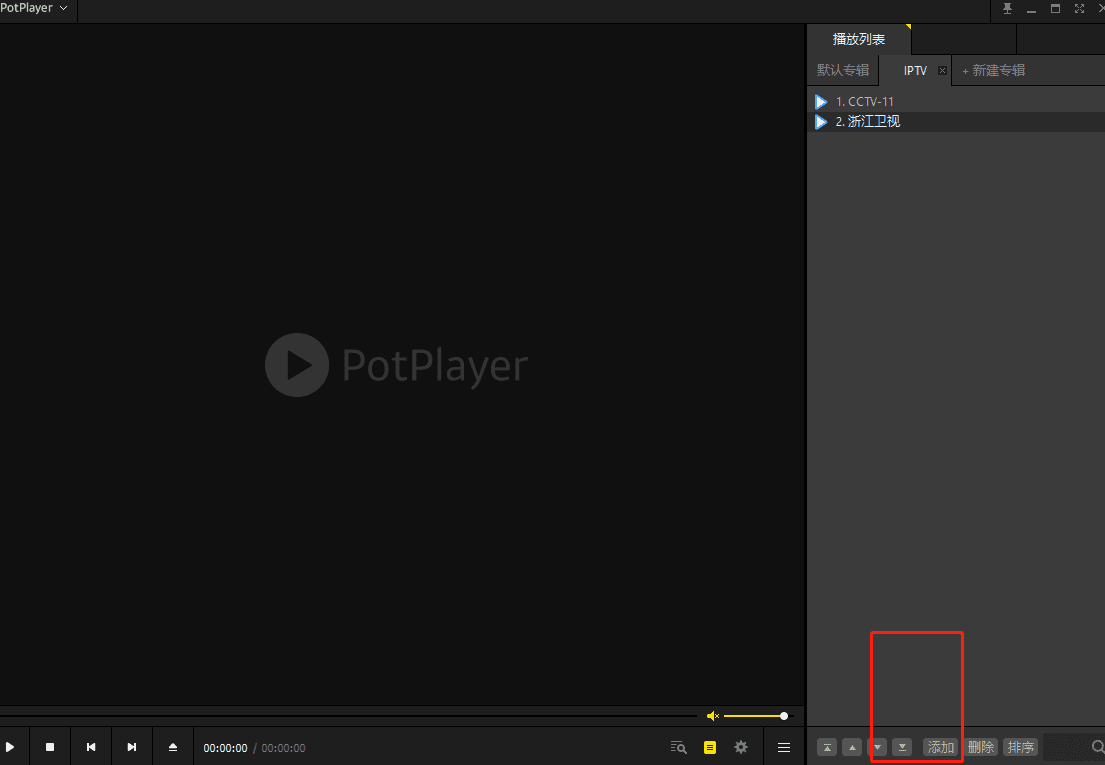 PotPlayer
播放列表
默认专辑 IPTV + 新建专辑
1. CCTV-11
2. 浙江卫视
PotPlayer
00:00:00 / 00:00:00
添加 删除 排序